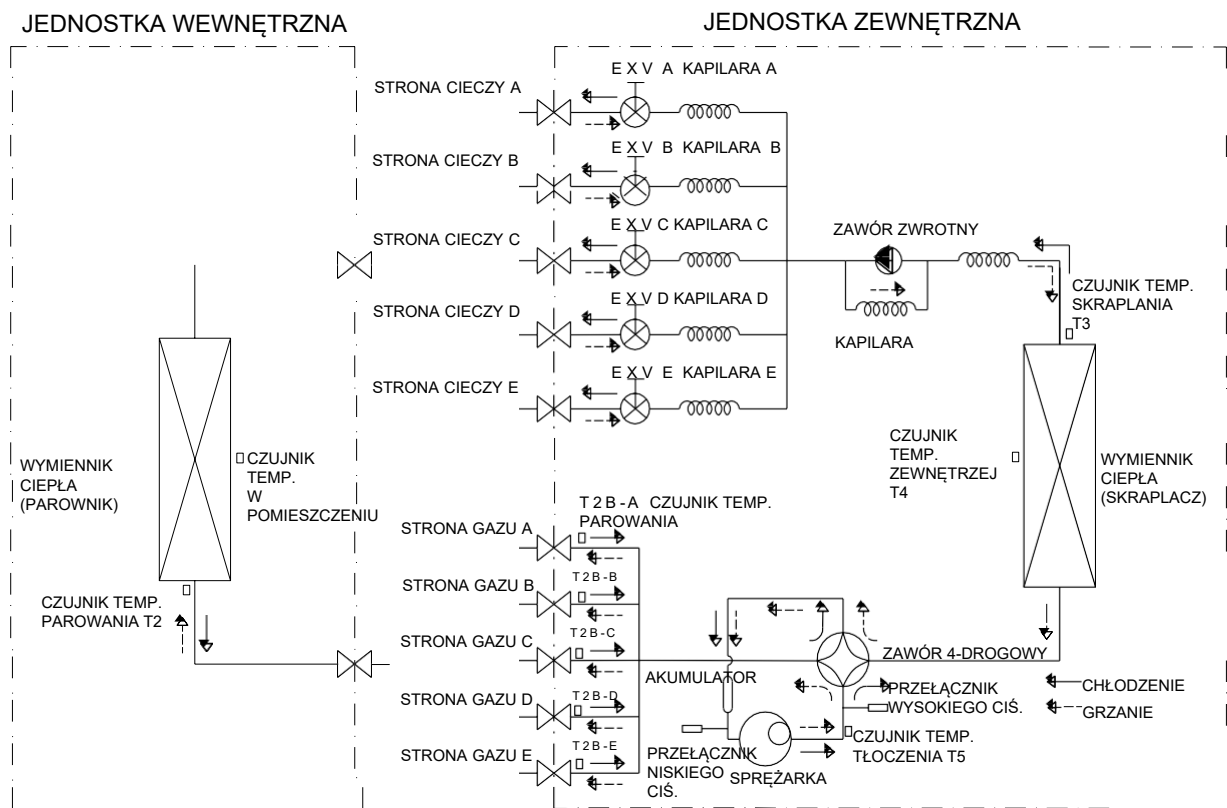 JEDNOSTKA WEWNĘTRZNA
JEDNOSTKA ZEWNĘTRZNA
STRONA CIECZY A
E X V A KAPILARA A
STRONA CIECZY B
E X V B KAPILARA B
STRONA CIECZY C
E X V C KAPILARA C
STRONA CIECZY D
E X V D KAPILARA D
STRONA CIECZY E
E X V E KAPILARA E
ZAWÓR ZWROTNY
KAPILARA
CZUJNIK TEMP.
SKRAPLANIA
T3
WYMIENNIK
CIEPŁA
(PAROWNIK)
CZUJNIK
TEMP.
W
POMIESZCZENIU
CZUJNIK
TEMP.
ZEWNĘTRZEJ
T4
WYMIENNIK
CIEPŁA
(SKRAPLACZ)
CZUJNIK TEMP.
PAROWANIA T2
STRONA GAZU A
T2B-A CZUJNIK TEMP.
PAROWANIA
STRONA GAZU B
T2B-B
STRONA GAZU C
T2B-C
STRONA GAZU D
T2B-D
STRONA GAZU E
T2B-E
AKUMULATOR
ZAWÓR 4-DROGOWY
PRZEŁĄCZNIK
WYSOKIEGO CIŚ.
PRZEŁĄCZNIK
NISKIEGO
CIŚ.
SPRĘŻARKA
CZUJNIK TEMP.
TŁOCZENIA T5
CHŁODZENIE
GRZANIE